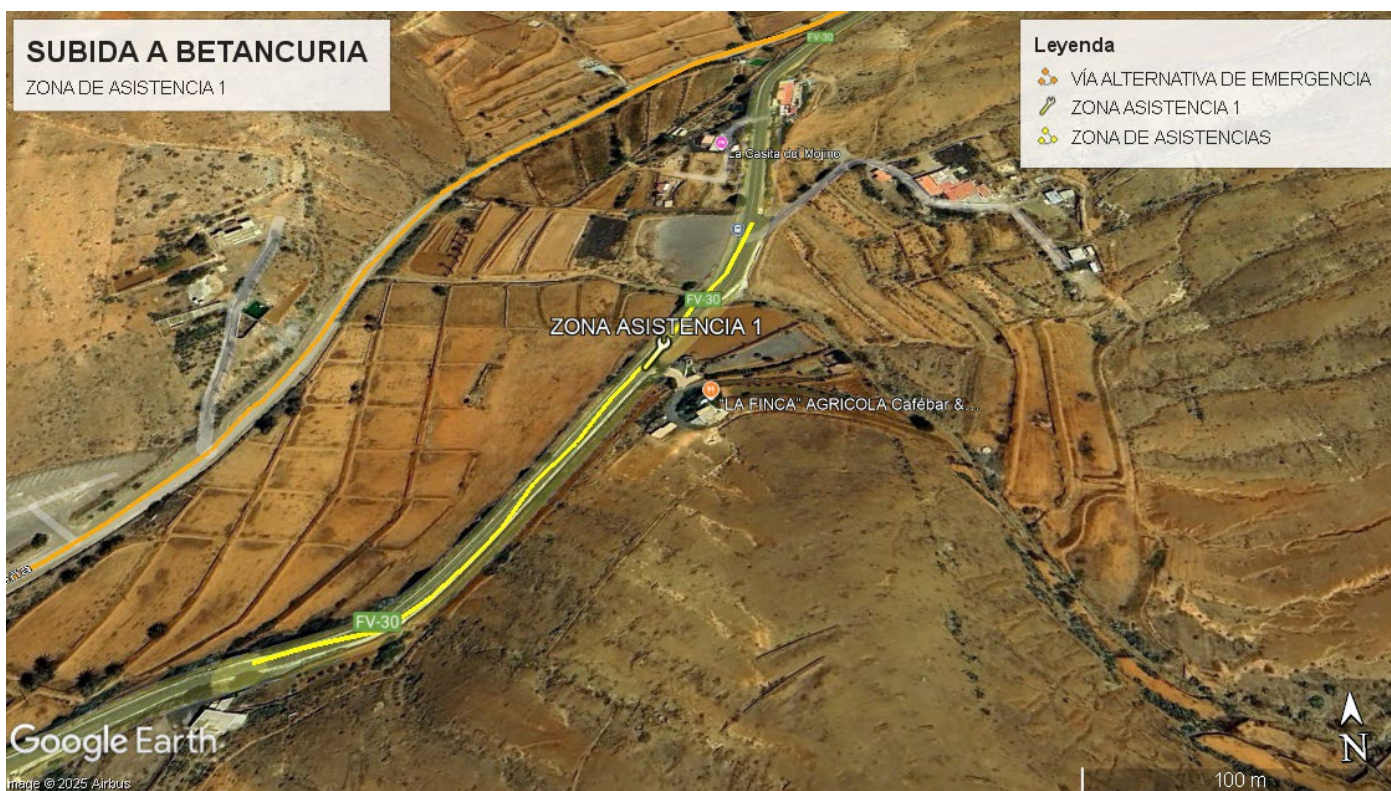 SUBIDA A BETANCURIA
ZONA DE ASISTENCIA 1
Leyenda
VÍA ALTERNATIVA DE EMERGENCIA
ZONA ASISTENCIA 1
ZONA DE ASISTENCIAS
FV-30
La Casita del Mojino
FV-30
ZONA ASISTENCIA 1
"LA FINCA" AGRICOLA Cafébar &...
FV-30
Google Earth
Image © 2025 Airbus
N
100 m